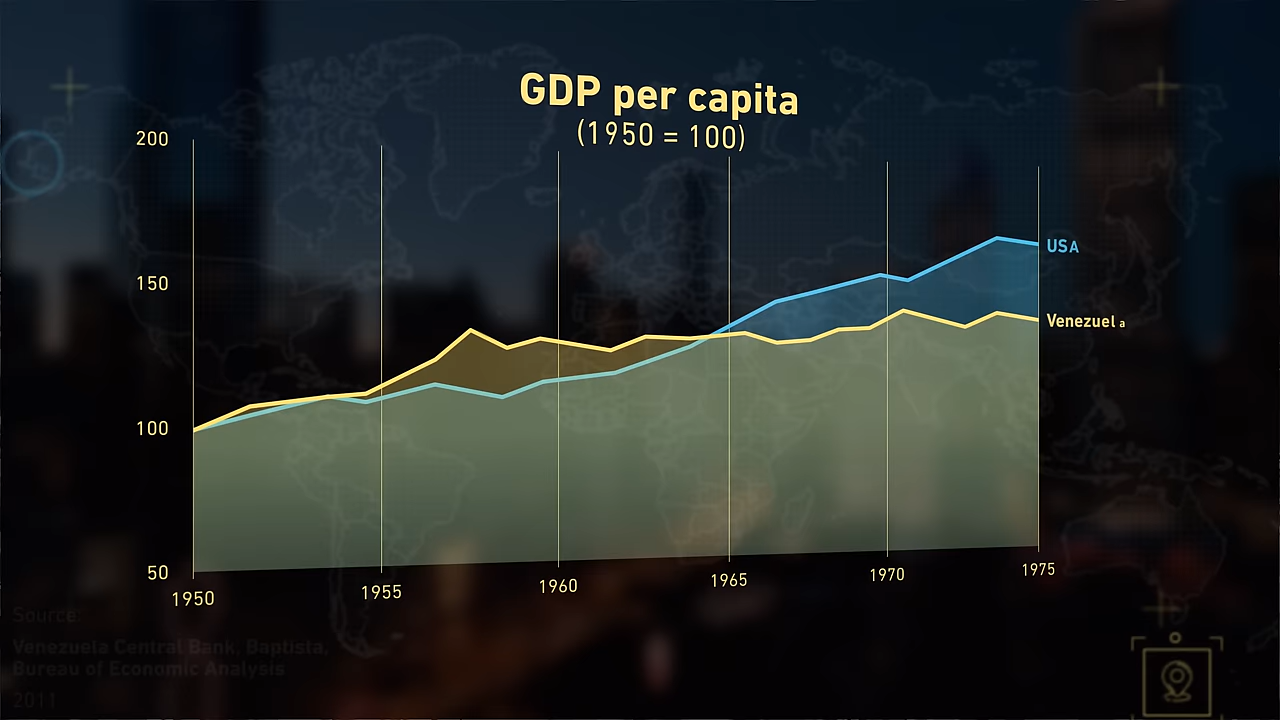 GDP per capita
(1950 = 100)
200
150
100
50
USA
Venezuela
1950
1955
1960
1965
1970
1975
Source:
Venezuela Central Bank, Baptista,
Bureau of Economic Analysis
2011